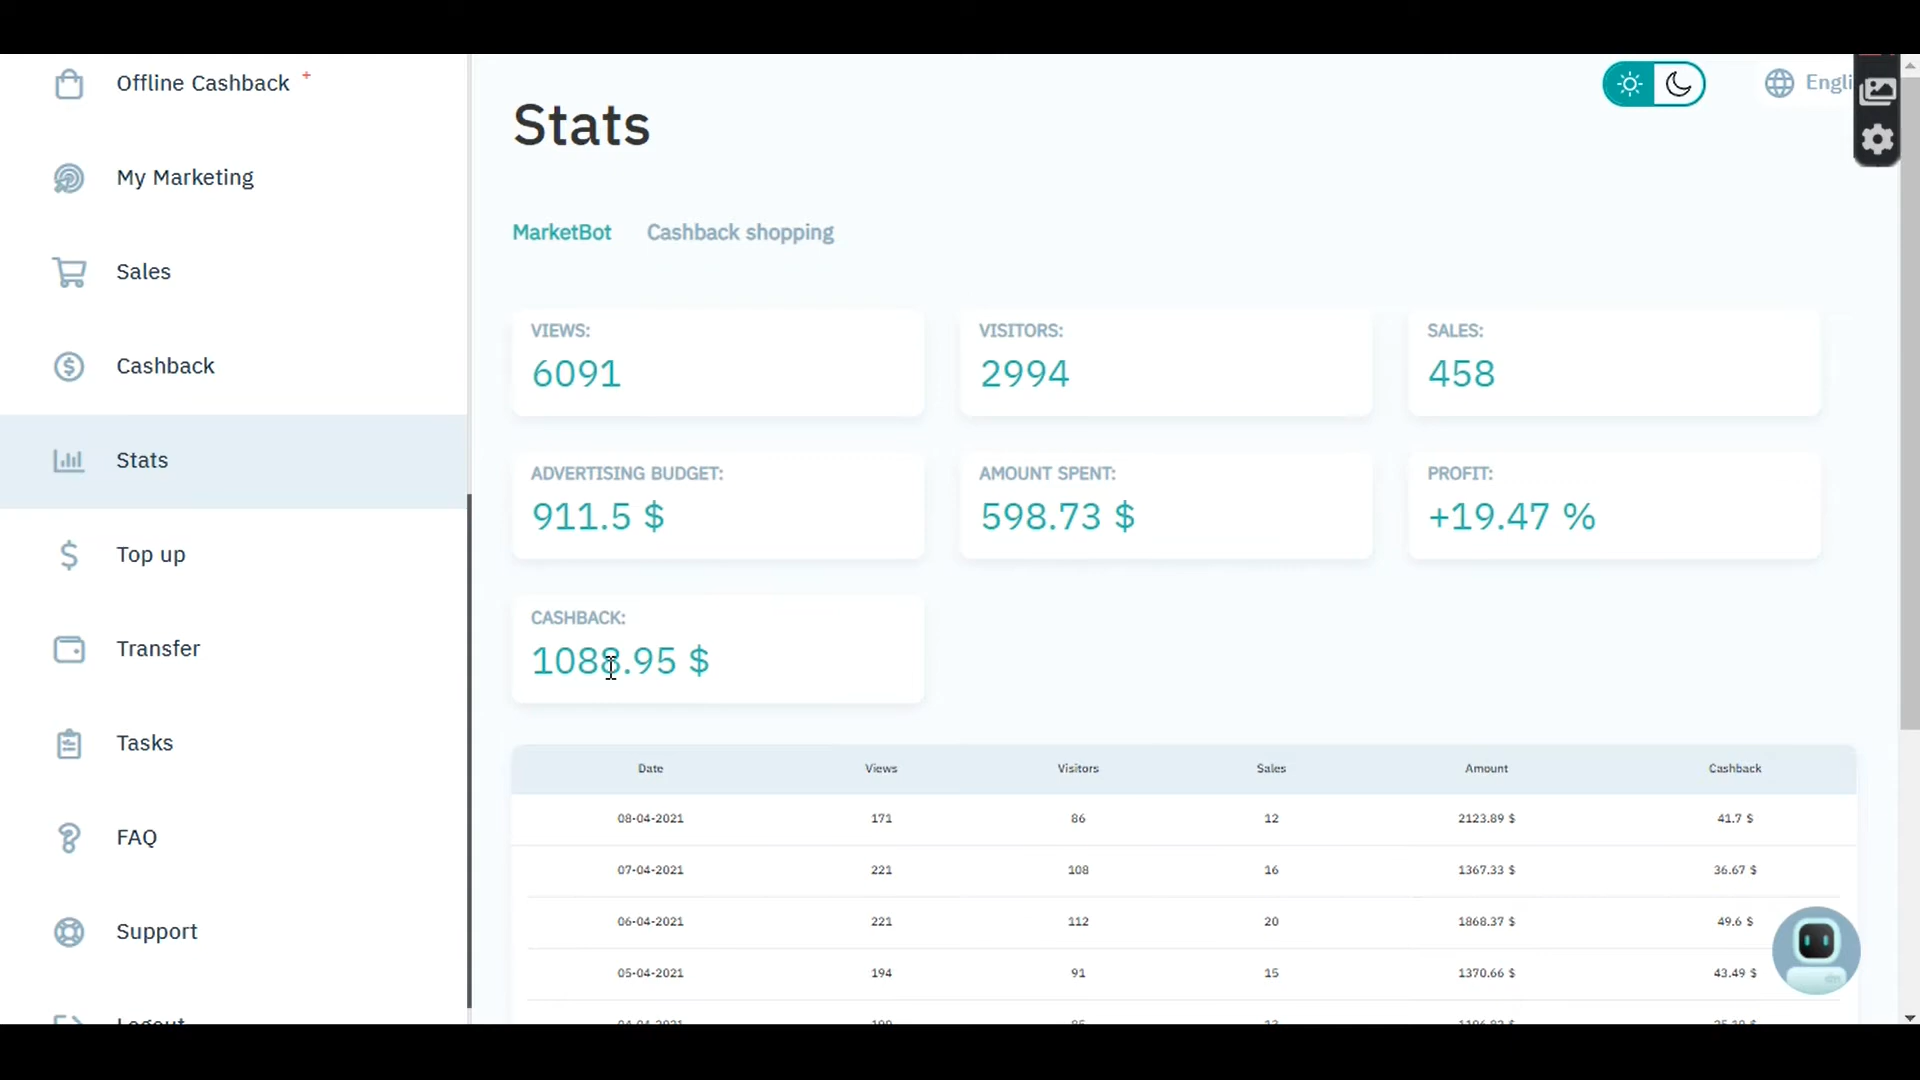 Offline Cashback +
My Marketing
Sales
Cashback
Stats
Top up
Transfer
Tasks
FAQ
Support
Logout
Stats
Engli
MarketBot Cashback shopping
VIEWS: VISITORS: SALES:
6091 2994 458
ADVERTISING BUDGET: AMOUNT SPENT: PROFIT:
911.5 $ 598.73 $ +19.47 %
CASHBACK:
1088.95 $
Date Views Visitors Sales Amount Cashback
08-04-2021 171 86 12 2123.89 $ 41.7 $
07-04-2021 221 108 16 1367.33 $ 36.67 $
06-04-2021 221 112 20 1868.37 $ 49.6 $
05-04-2021 194 91 15 1370.66 $ 43.49 $